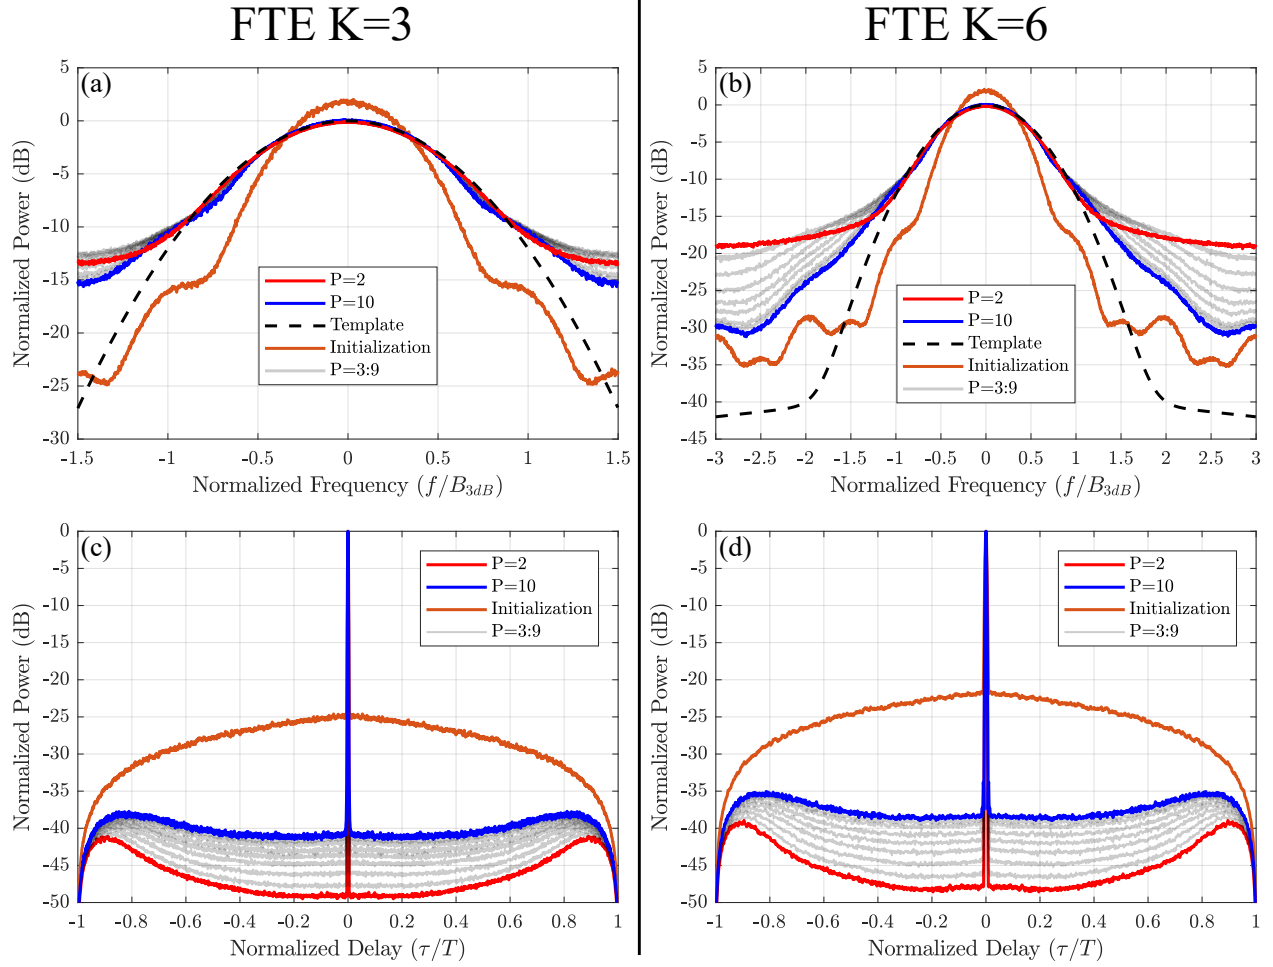 FTE K=3
FTE K=6
(a)
5
0
-5
-10
-15
-20
-25
-30
Normalized Power (dB)
P=2
P=10
Template
Initialization
P=3:9
-1.5 -1 -0.5 0 0.5 1 1.5
Normalized Frequency (f/B3dB)
(b)
5
0
-5
-10
-15
-20
-25
-30
-35
-40
-45
Normalized Power (dB)
P=2
P=10
Template
Initialization
P=3:9
-3 -2.5 -2 -1.5 -1 -0.5 0 0.5 1 1.5 2 2.5 3
Normalized Frequency (f/B3dB)
(c)
0
-5
-10
-15
-20
-25
-30
-35
-40
-45
-50
Normalized Power (dB)
P=2
P=10
Initialization
P=3:9
-1 -0.8 -0.6 -0.4 -0.2 0 0.2 0.4 0.6 0.8 1
Normalized Delay (τ/T)
(d)
0
-5
-10
-15
-20
-25
-30
-35
-40
-45
-50
Normalized Power (dB)
P=2
P=10
Initialization
P=3:9
-1 -0.8 -0.6 -0.4 -0.2 0 0.2 0.4 0.6 0.8 1
Normalized Delay (τ/T)